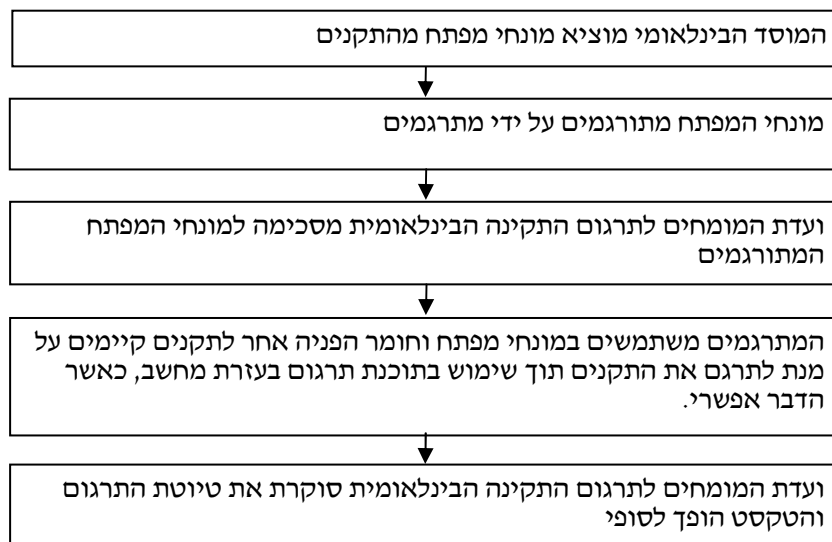 המוסד הבינלאומי מוציא מונחי מפתח מהתקנים
מונחי המפתח מתורגמים על ידי מתרגמים
ועדת המומחים לתרגום התקינה הבינלאומית מסכימה למונחי המפתח
המתורגמים
המתרגמים משתמשים במונחי מפתח וחומר הפניה אחר לתקנים קיימים על
מנת לתרגם את התקנים תוך שימוש בתוכנת תרגום בעזרת מחשב, כאשר
הדבר אפשרי.
ועדת המומחים לתרגום התקינה הבינלאומית סוקרת את טיוטת התרגום
והטקסט הופך לסופי